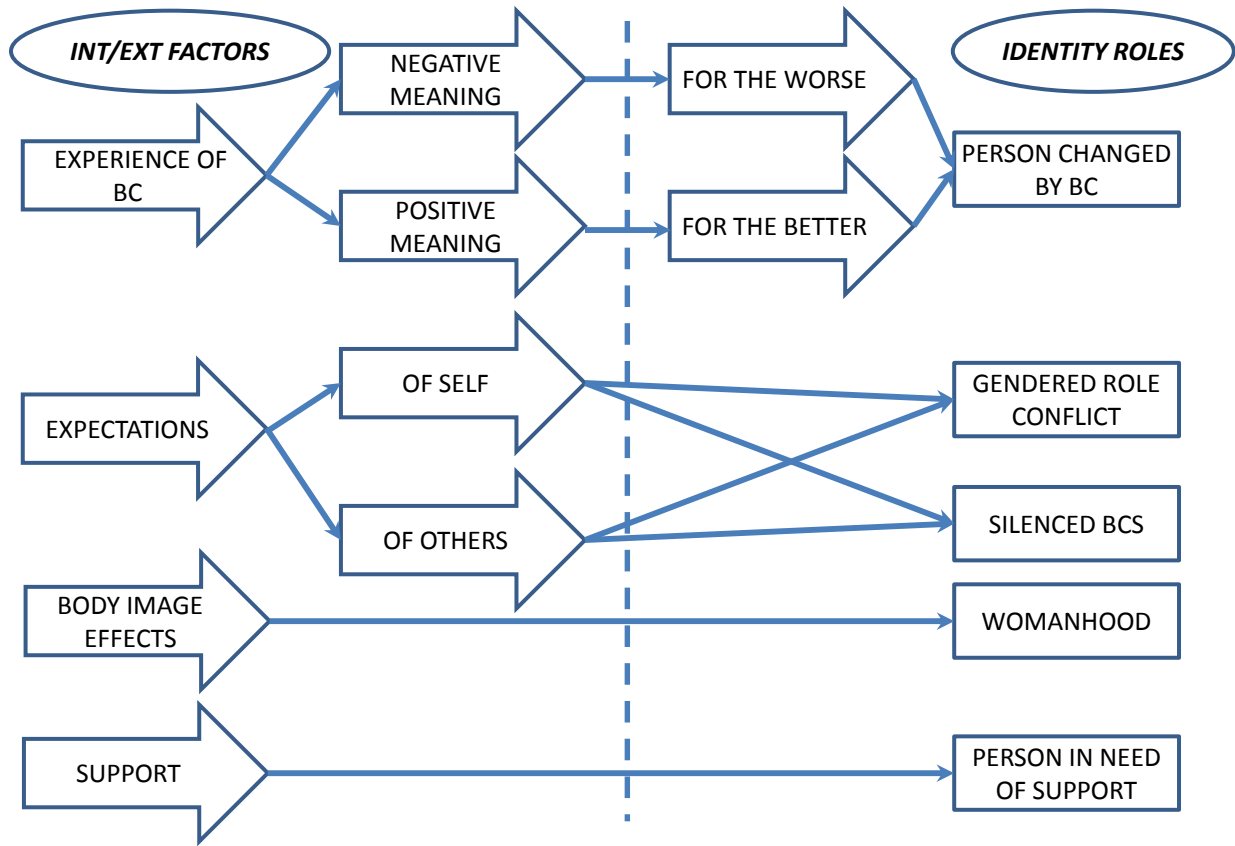 INT/EXT FACTORS
IDENTITY ROLES
NEGATIVE
MEANING
FOR THE WORSE
EXPERIENCE OF
BC
PERSON CHANGED
BY BC
POSITIVE
MEANING
FOR THE BETTER
EXPECTATIONS
OF SELF
GENDERED ROLE
CONFLICT
OF OTHERS
SILENCED BCS
BODY IMAGE
EFFECTS
WOMANHOOD
SUPPORT
PERSON IN NEED
OF SUPPORT